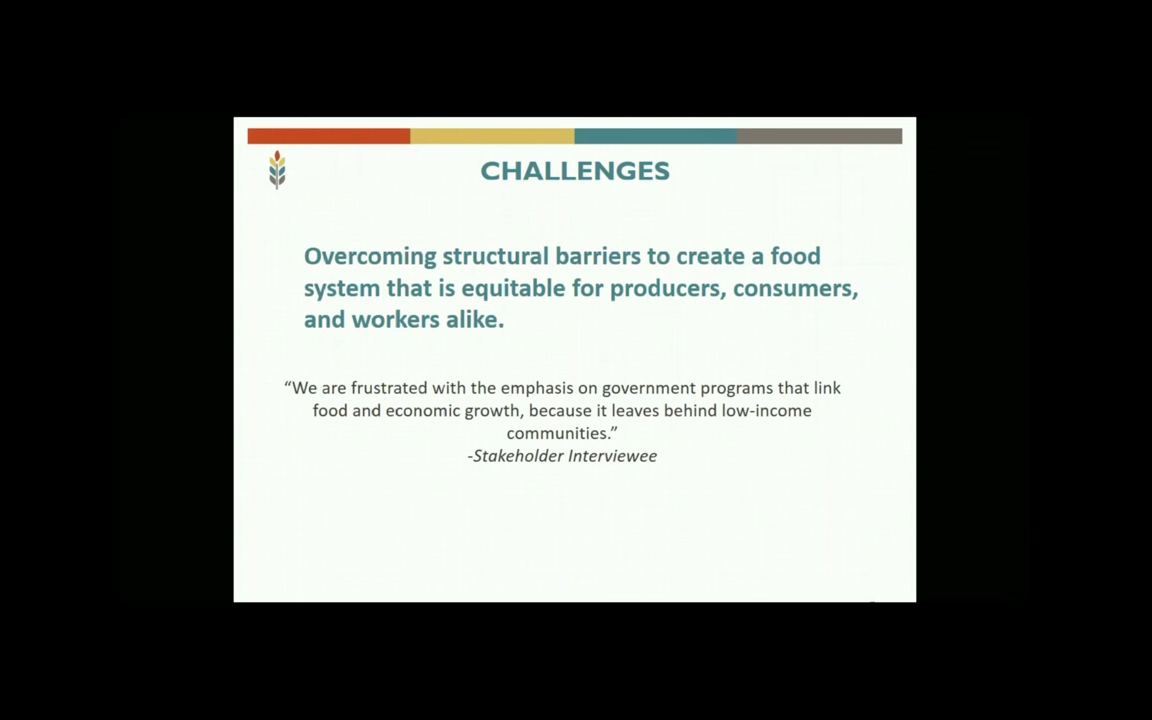 CHALLENGES
Overcoming structural barriers to create a food
system that is equitable for producers, consumers,
and workers alike.
“We are frustrated with the emphasis on government programs that link
food and economic growth, because it leaves behind low-income
communities.”
-Stakeholder Interviewee